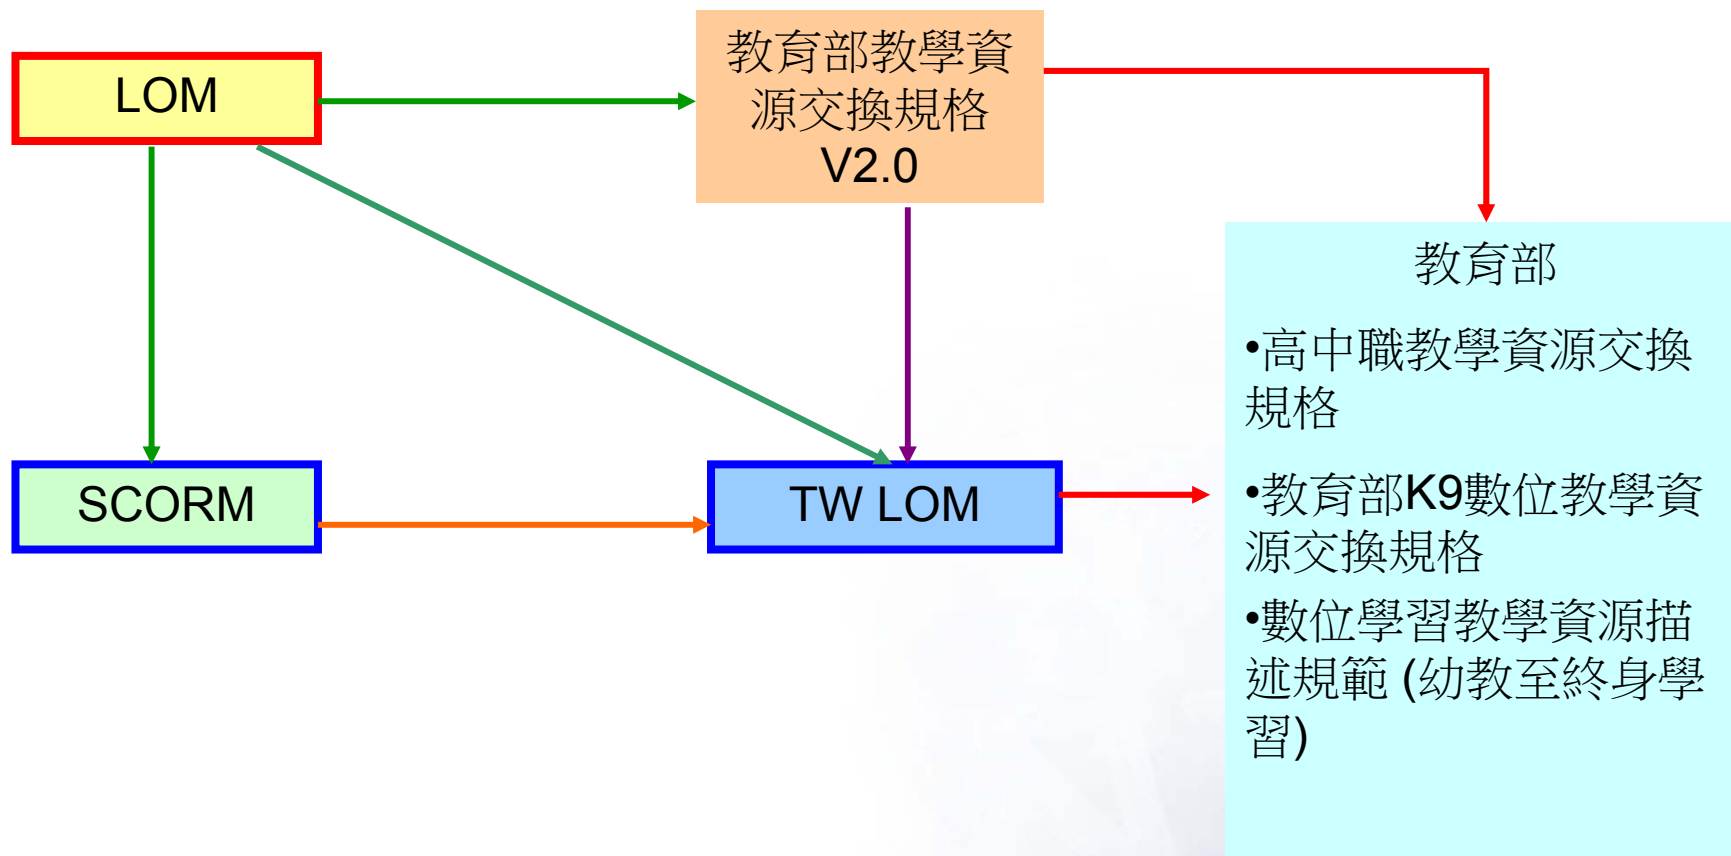 LOM
教育部教學資
源交換規格
V2.0
SCORM
TW LOM
教育部
•高中職教學資源交換
規格
•教育部K9數位教學資
源交換規格
•數位學習教學資源描
述規範 (幼教至終身學
習)